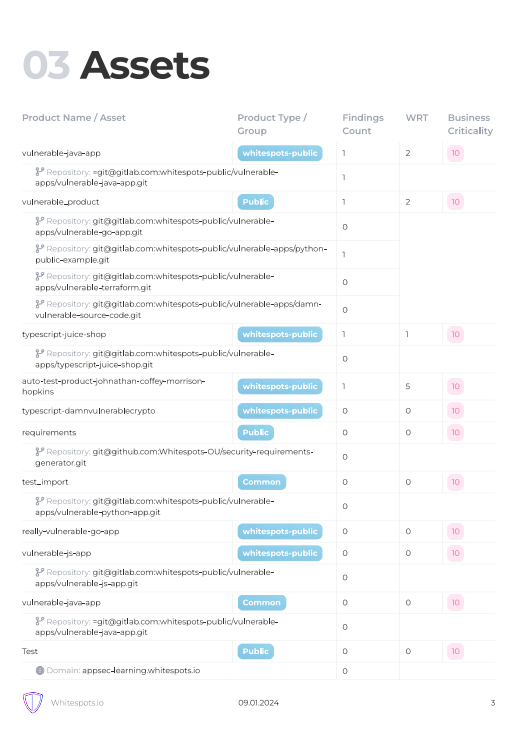 03 Assets
Product Name / Asset Product Type / Findings WRT Business
Group Count Criticality
vulnerable-java-app whitespots-public 1 2 10
Repository: =git@gitlab.com:whitespots-public/vulnerable-
apps/vulnerable-java-app.git 1
vulnerable_product Public 1 2 10
Repository: git@gitlab.com:whitespots-public/vulnerable-
apps/vulnerable-go-app.git 0
Repository: git@gitlab.com:whitespots-public/vulnerable-apps/python-
public-example.git 1
Repository: git@gitlab.com:whitespots-public/vulnerable-
apps/vulnerable-terraform.git 0
Repository: git@gitlab.com:whitespots-public/vulnerable-apps/damn-
vulnerable-source-code.git 0
typescript-juice-shop whitespots-public 1 1 10
Repository: git@gitlab.com:whitespots-public/vulnerable-
apps/typescript-juice-shop.git 0
auto-test-product-johnathan-coffey-morrison-
hopkins whitespots-public 1 5 10
typescript-damnvulnerablecrypto whitespots-public 0 0 10
requirements Public 0 0 10
Repository: git@github.com:Whitespots-OU/security-requirements-
generator.git 0
test_import Common 0 0 10
Repository: git@gitlab.com:whitespots-public/vulnerable-
apps/vulnerable-python-app.git 0
really-vulnerable-go-app whitespots-public 0 0 10
vulnerable-js-app whitespots-public 0 0 10
Repository: git@gitlab.com:whitespots-public/vulnerable-
apps/vulnerable-js-app.git 0
vulnerable-java-app Common 0 0 10
Repository: =git@gitlab.com:whitespots-public/vulnerable-
apps/vulnerable-java-app.git 0
Test Public 0 0 10
Domain: appsec-learning.whitespots.io 0
Whitespots.io 09.01.2024 3